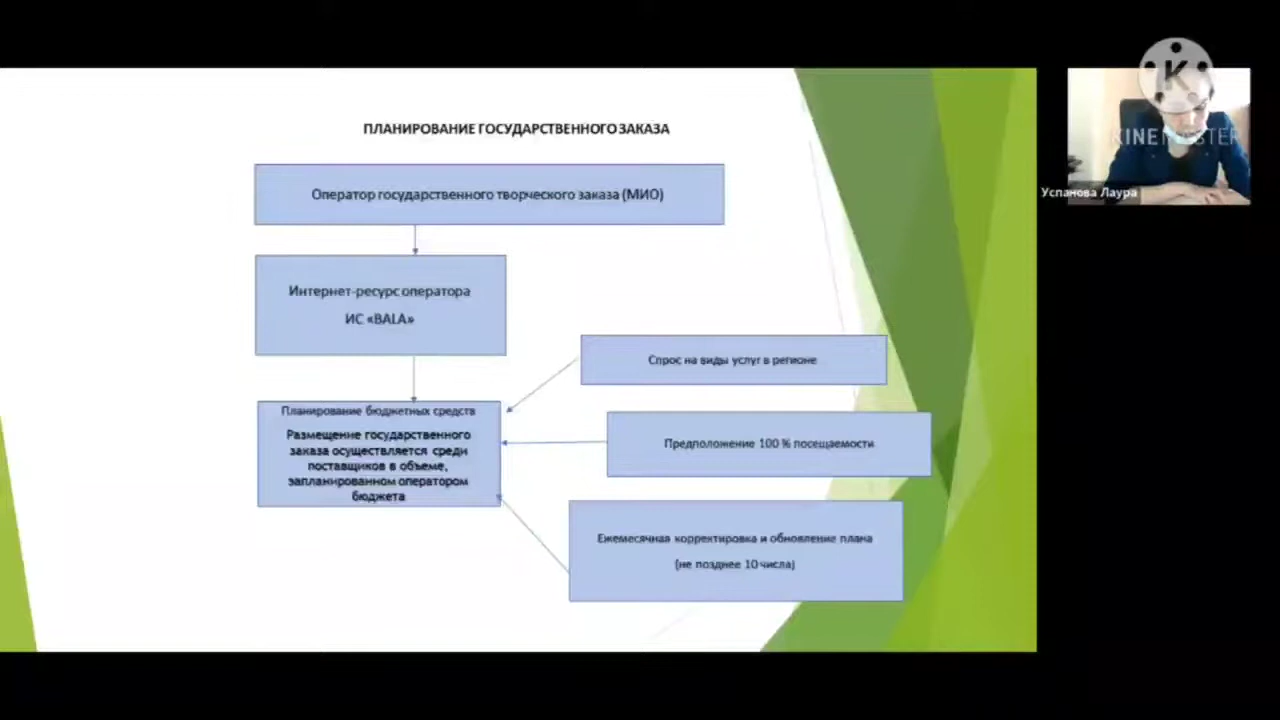 ПЛАНИРОВАНИЕ ГОСУДАРСТВЕННОГО ЗАКАЗА
Оператор государственного творческого заказа (МИО)
Интернет-ресурс оператора
ИС «BALA»
Спрос на виды услуг в регионе
Планирование бюджетных средств
Размещение государственного
заказа осуществляется среди
поставщиков в объеме,
запланированном оператором
бюджета
Предположение 100 % посещаемости
Ежемесячная корректировка и обновление плана
(не позднее 10 числа)
K
KINEMASTER
Успанова Лаура